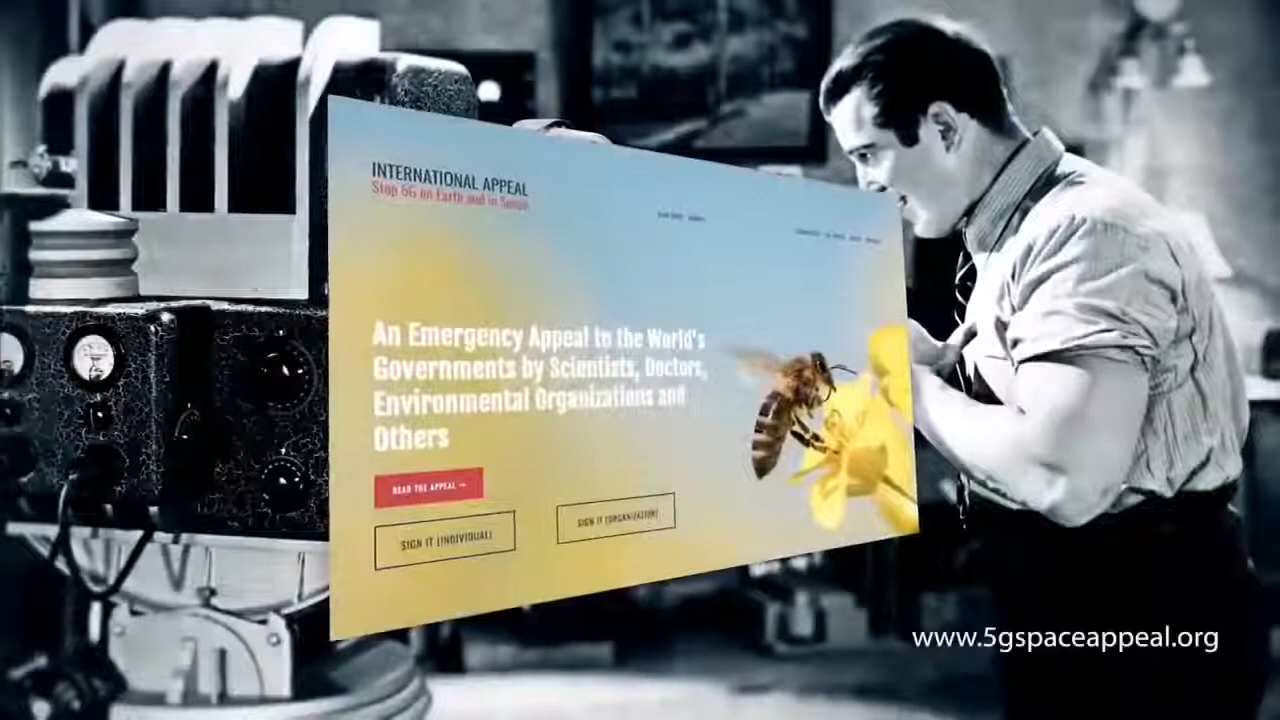 INTERNATIONAL APPEAL
Stop 5G on Earth and in Space
An Emergency Appeal to the World's
Governments by Scientists, Doctors,
Environmental Organizations and
Others
READ THE APPEAL
SIGN IT (INDIVIDUAL)
SIGN IT (ORGANIZATION)
www.5gspaceappeal.org